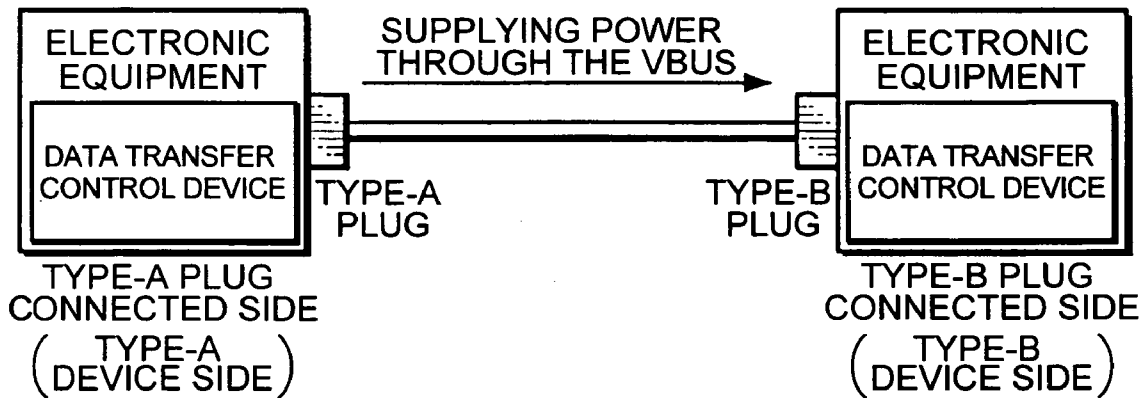 ELECTRONIC
EQUIPMENT
DATA TRANSFER
CONTROL DEVICE
SUPPLYING POWER
THROUGH THE VBUS
ELECTRONIC
EQUIPMENT
DATA TRANSFER
CONTROL DEVICE
TYPE-A
PLUG
TYPE-B
PLUG
TYPE-A PLUG
CONNECTED SIDE
(TYPE-A
DEVICE SIDE)
TYPE-B PLUG
CONNECTED SIDE
(TYPE-B
DEVICE SIDE)